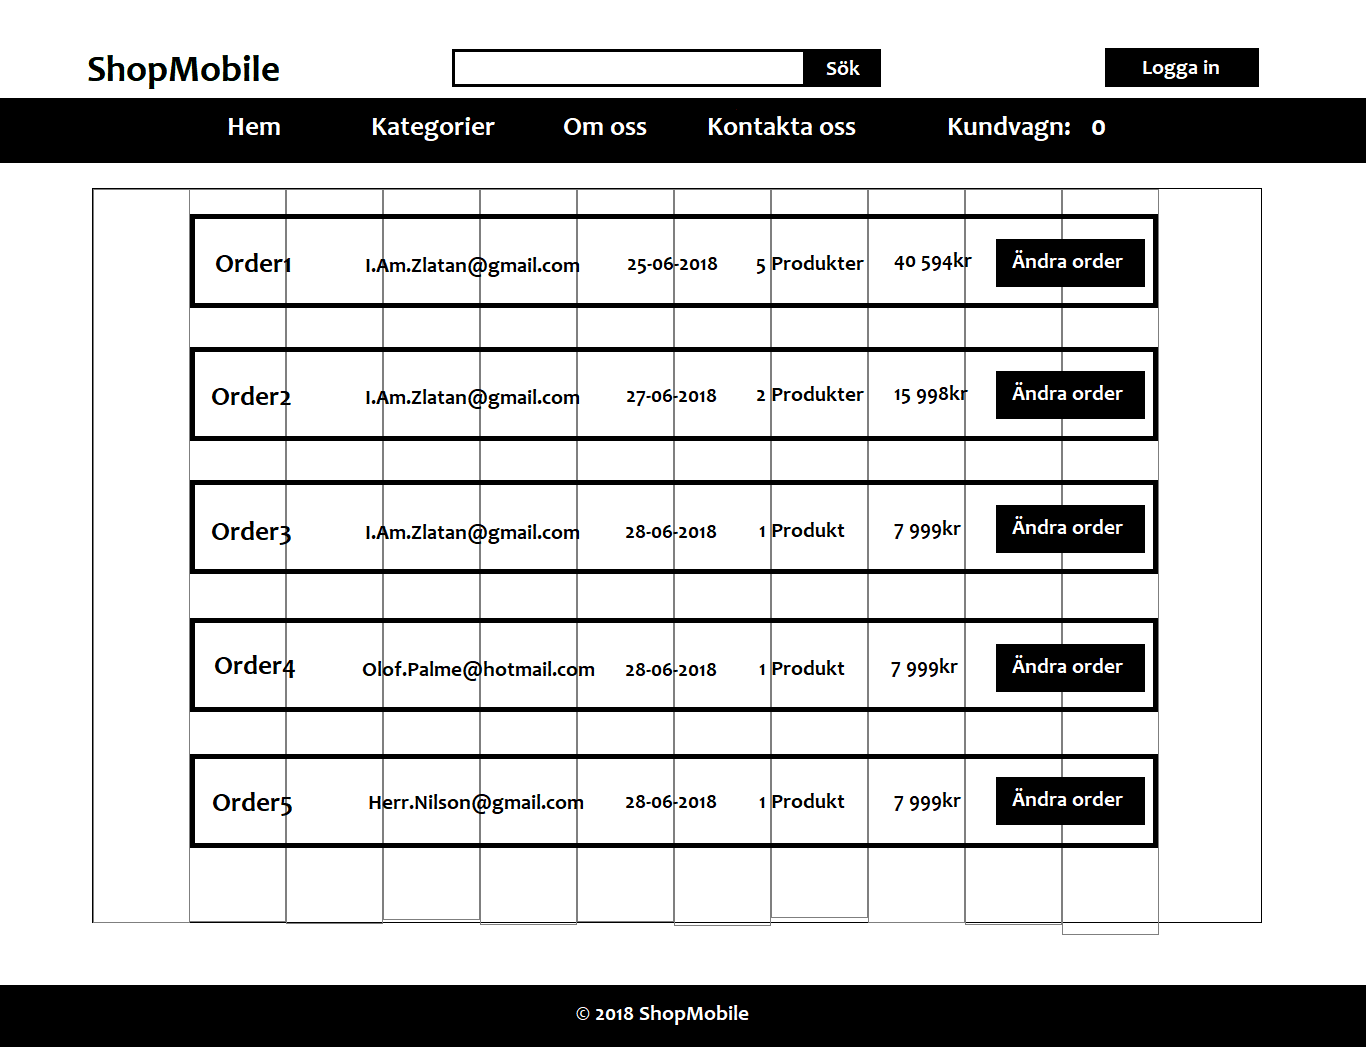 ShopMobile
Sök
Logga in
Hem Kategorier Om oss Kontakta oss Kundvagn: 0
Order1 I.Am.Zlatan@gmail.com 25-06-2018 5 Produkter 40 594kr Ändra order
Order2 I.Am.Zlatan@gmail.com 27-06-2018 2 Produkter 15 998kr Ändra order
Order3 I.Am.Zlatan@gmail.com 28-06-2018 1 Produkt 7 999kr Ändra order
Order4 Olof.Palme@hotmail.com 28-06-2018 1 Produkt 7 999kr Ändra order
Order5 Herr.Nilson@gmail.com 28-06-2018 1 Produkt 7 999kr Ändra order
© 2018 ShopMobile